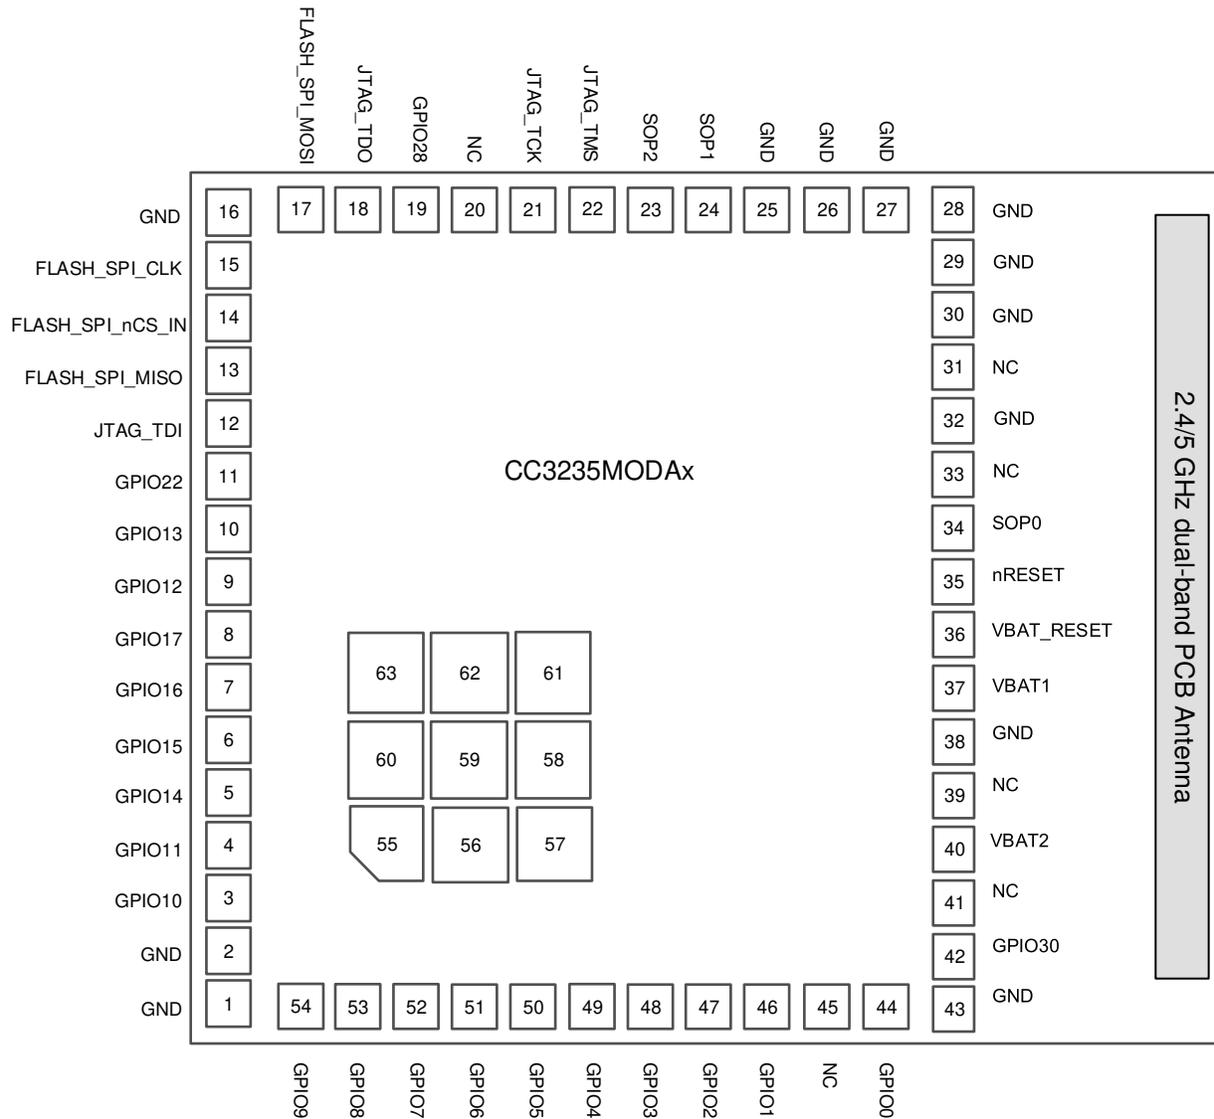 FLASH_SPI_MOSI
JTAG_TDO
GPIO28
NC
JTAG_TCK
JTAG_TMS
SOP2
SOP1
GND
GND
GND
17
18
19
20
21
22
23
24
25
26
27
GND
16
FLASH_SPI_CLK
15
FLASH_SPI_nCS_IN
14
FLASH_SPI_MISO
13
JTAG_TDI
12
GPIO22
11
GPIO13
10
GPIO12
9
GPIO17
8
GPIO16
7
GPIO15
6
GPIO14
5
GPIO11
4
GPIO10
3
GND
2
GND
1
CC3235MODAx
63
62
61
60
59
58
55
56
57
28
GND
29
GND
30
GND
31
NC
32
GND
33
NC
34
SOP0
35
nRESET
36
VBAT_RESET
37
VBAT1
38
GND
39
NC
40
VBAT2
41
NC
42
GPIO30
43
GND
2.4/5 GHz dual-band PCB Antenna
54
53
52
51
50
49
48
47
46
45
44
GPIO9
GPIO8
GPIO7
GPIO6
GPIO5
GPIO4
GPIO3
GPIO2
GPIO1
NC
GPIO0